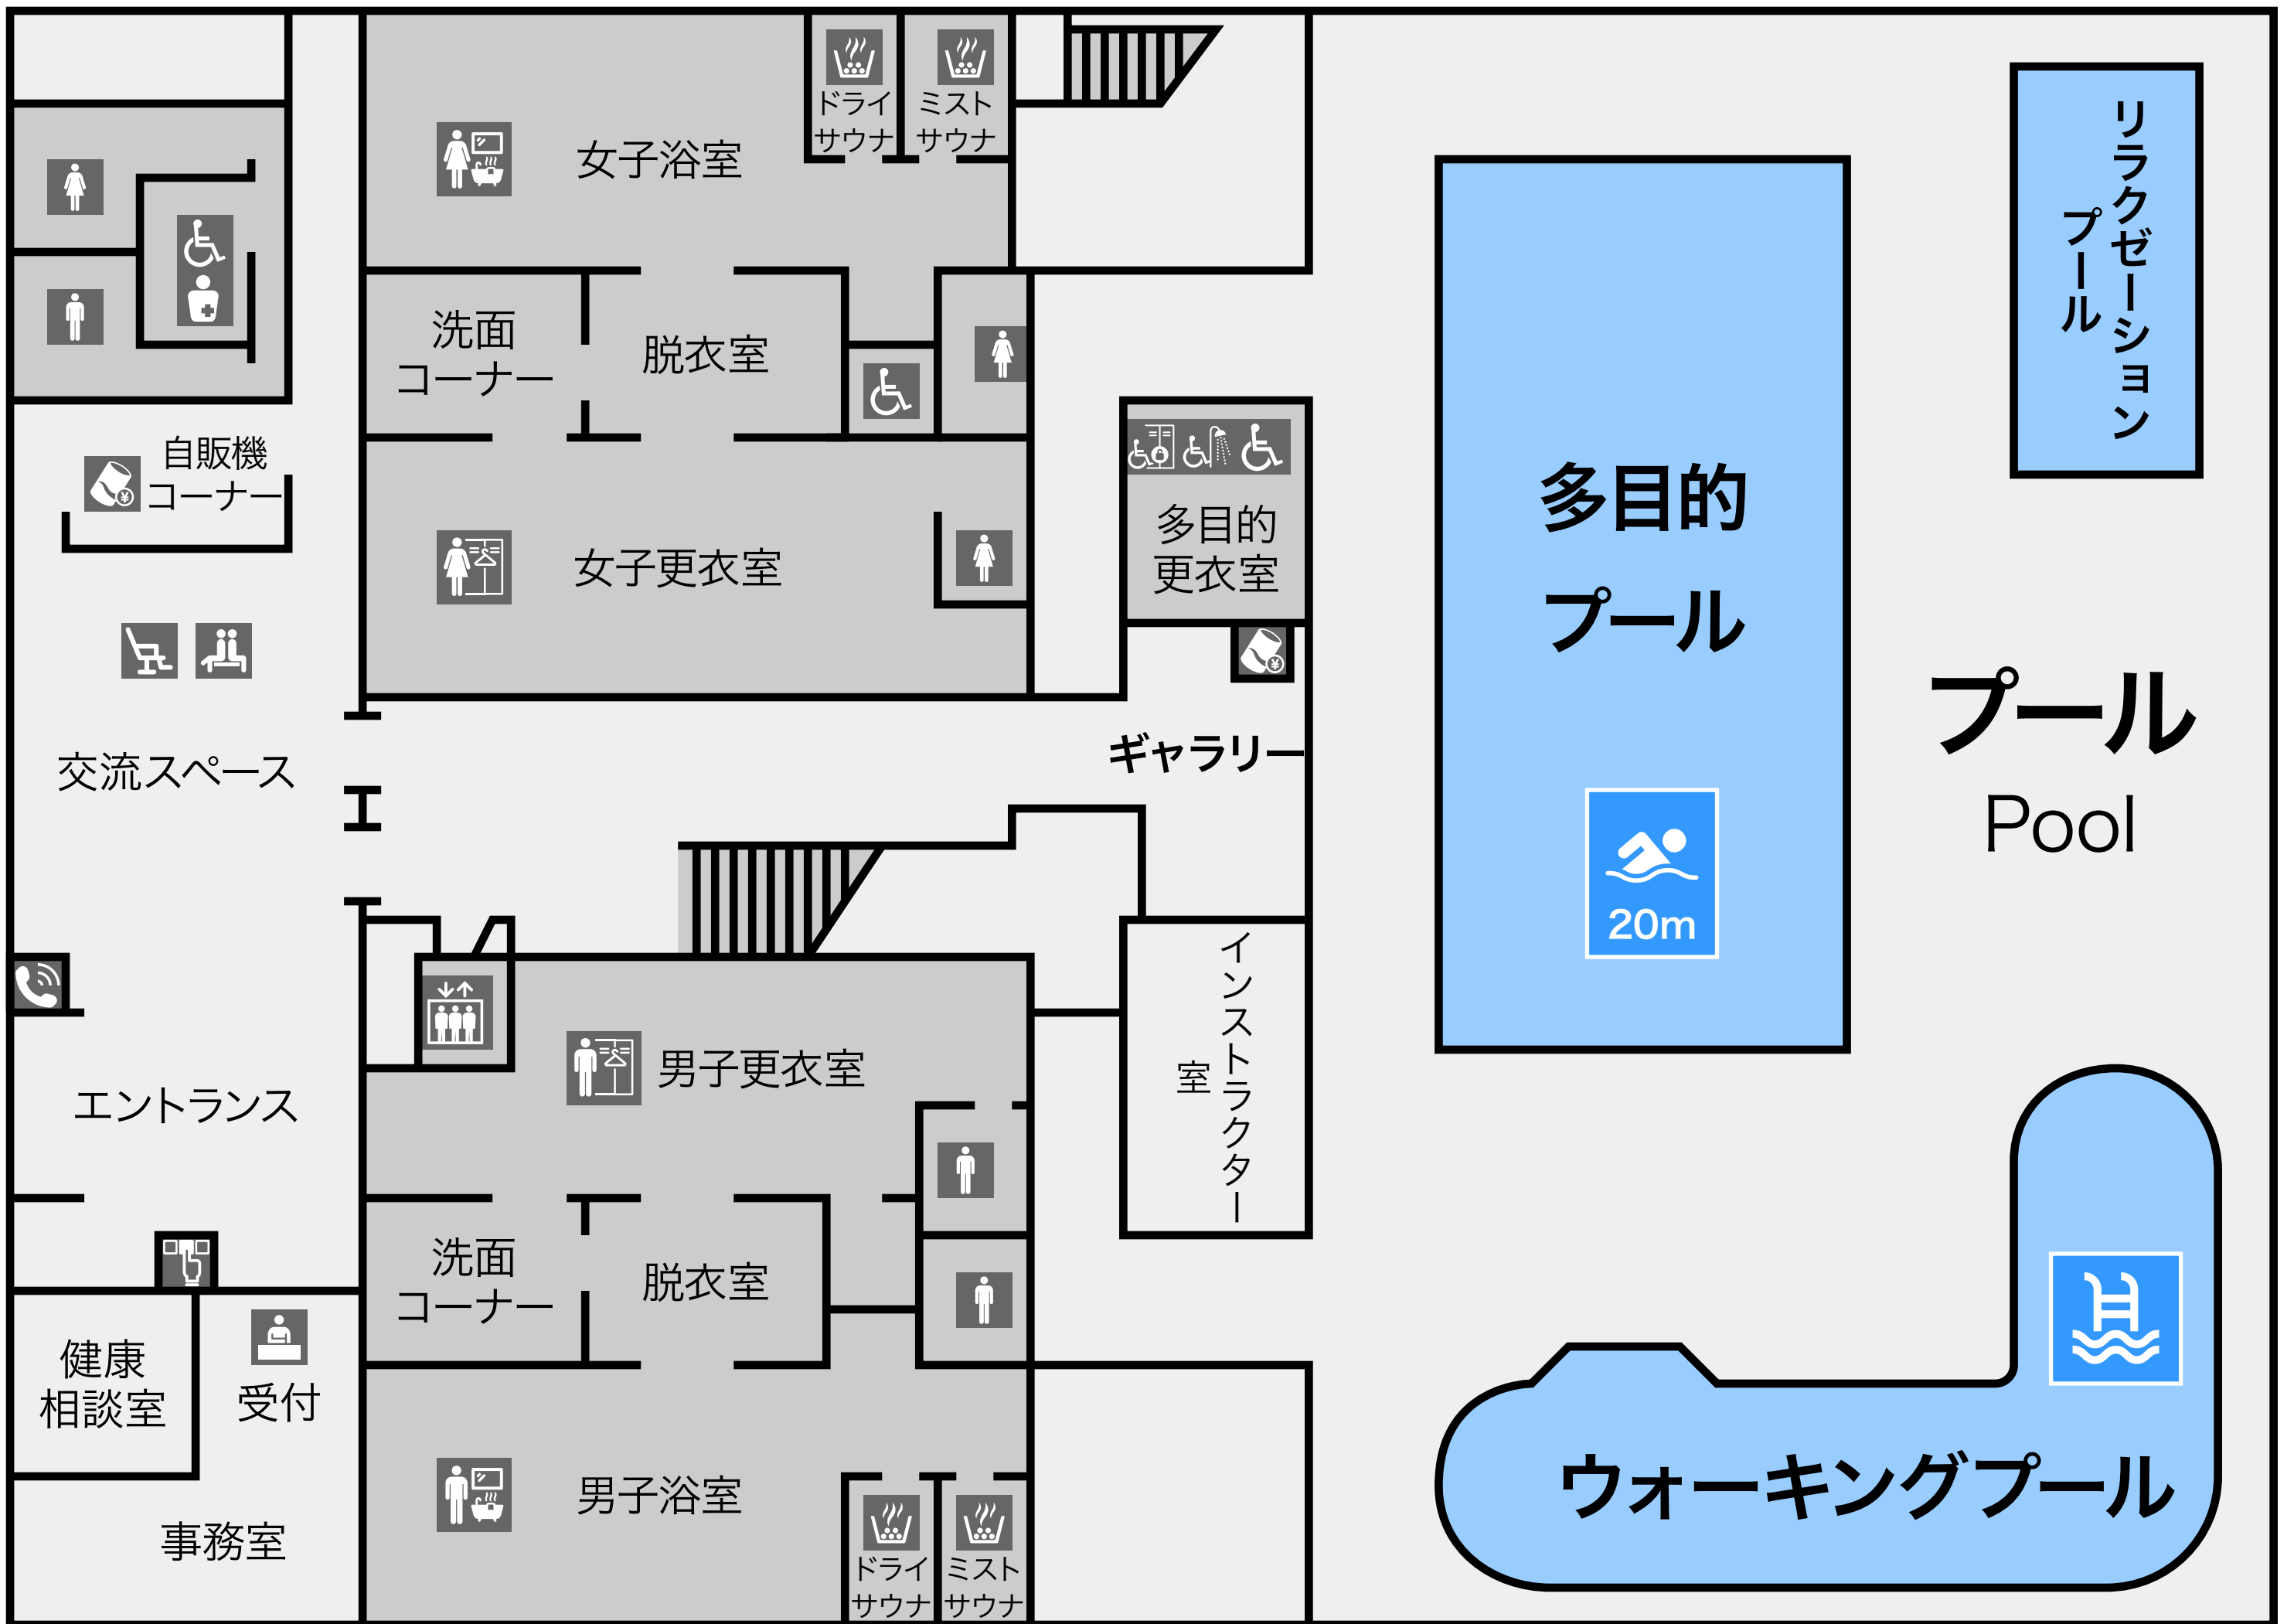 ドライ
サウナ
ミスト
サウナ
女子浴室
リラクゼーション
プール
洗面
コーナー
脱衣室
自販機
コーナー
女子更衣室
多目的
更衣室
多目的
プール
プール
Pool
ギャラリー
交流スペース
20m
インストラクター
室
男子更衣室
エントランス
洗面
コーナー
脱衣室
健康
相談室
受付
ウォーキングプール
男子浴室
事務室
ドライ
サウナ
ミスト
サウナ